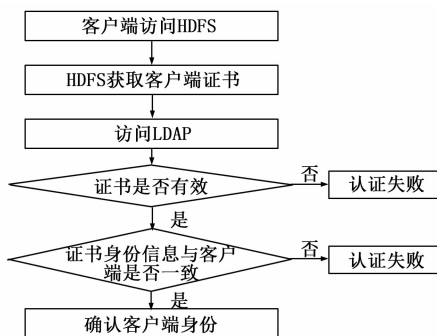 客户端访问HDFS
HDFS获取客户端证书
访问LDAP
证书是否有效
否
认证失败
是
证书身份信息与客户
端是否一致
否
认证失败
是
确认客户端身份